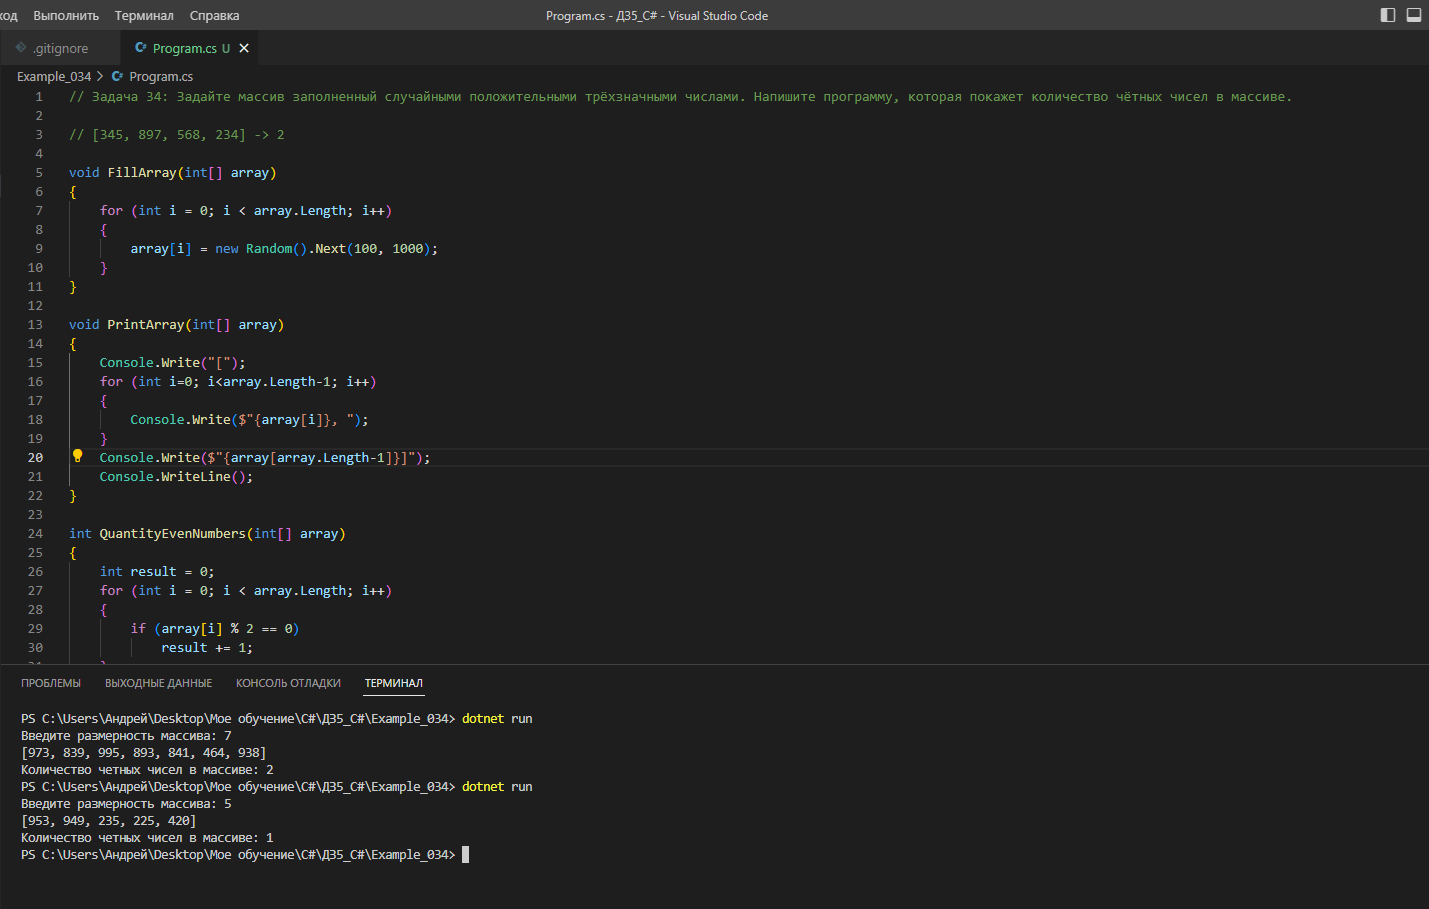 ход Выполнить Терминал Справка Program.cs - ДЗ5_C# - Visual Studio Code
.gitignore C# Program.cs U
Example_034 > C# Program.cs
1 // Задача 34: Задайте массив заполненный случайными положительными трёхзначными числами. Напишите программу, которая покажет количество чётных чисел в массиве.
2
3 // [345, 897, 568, 234] -> 2
4
5 void FillArray(int[] array)
6 {
7 for (int i = 0; i < array.Length; i++)
8 {
9 array[i] = new Random().Next(100, 1000);
10 }
11 }
12
13 void PrintArray(int[] array)
14 {
15 Console.Write("[");
16 for (int i=0; i<array.Length-1; i++)
17 {
18 Console.Write($"{array[i]}, ");
19 }
20 Console.Write($"{array[array.Length-1]}]");
21 Console.WriteLine();
22 }
23
24 int QuantityEvenNumbers(int[] array)
25 {
26 int result = 0;
27 for (int i = 0; i < array.Length; i++)
28 {
29 if (array[i] % 2 == 0)
30 result += 1;
31 }
ПРОБЛЕМЫ ВЫХОДНЫЕ ДАННЫЕ КОНСОЛЬ ОТЛАДКИ ТЕРМИНАЛ
PS C:\Users\Андрей\Desktop\Мое обучение\C#\ДЗ5_C#\Example_034> dotnet run
Введите размерность массива: 7
[973, 839, 995, 893, 841, 464, 938]
Количество четных чисел в массиве: 2
PS C:\Users\Андрей\Desktop\Мое обучение\C#\ДЗ5_C#\Example_034> dotnet run
Введите размерность массива: 5
[953, 949, 235, 225, 420]
Количество четных чисел в массиве: 1
PS C:\Users\Андрей\Desktop\Мое обучение\C#\ДЗ5_C#\Example_034>